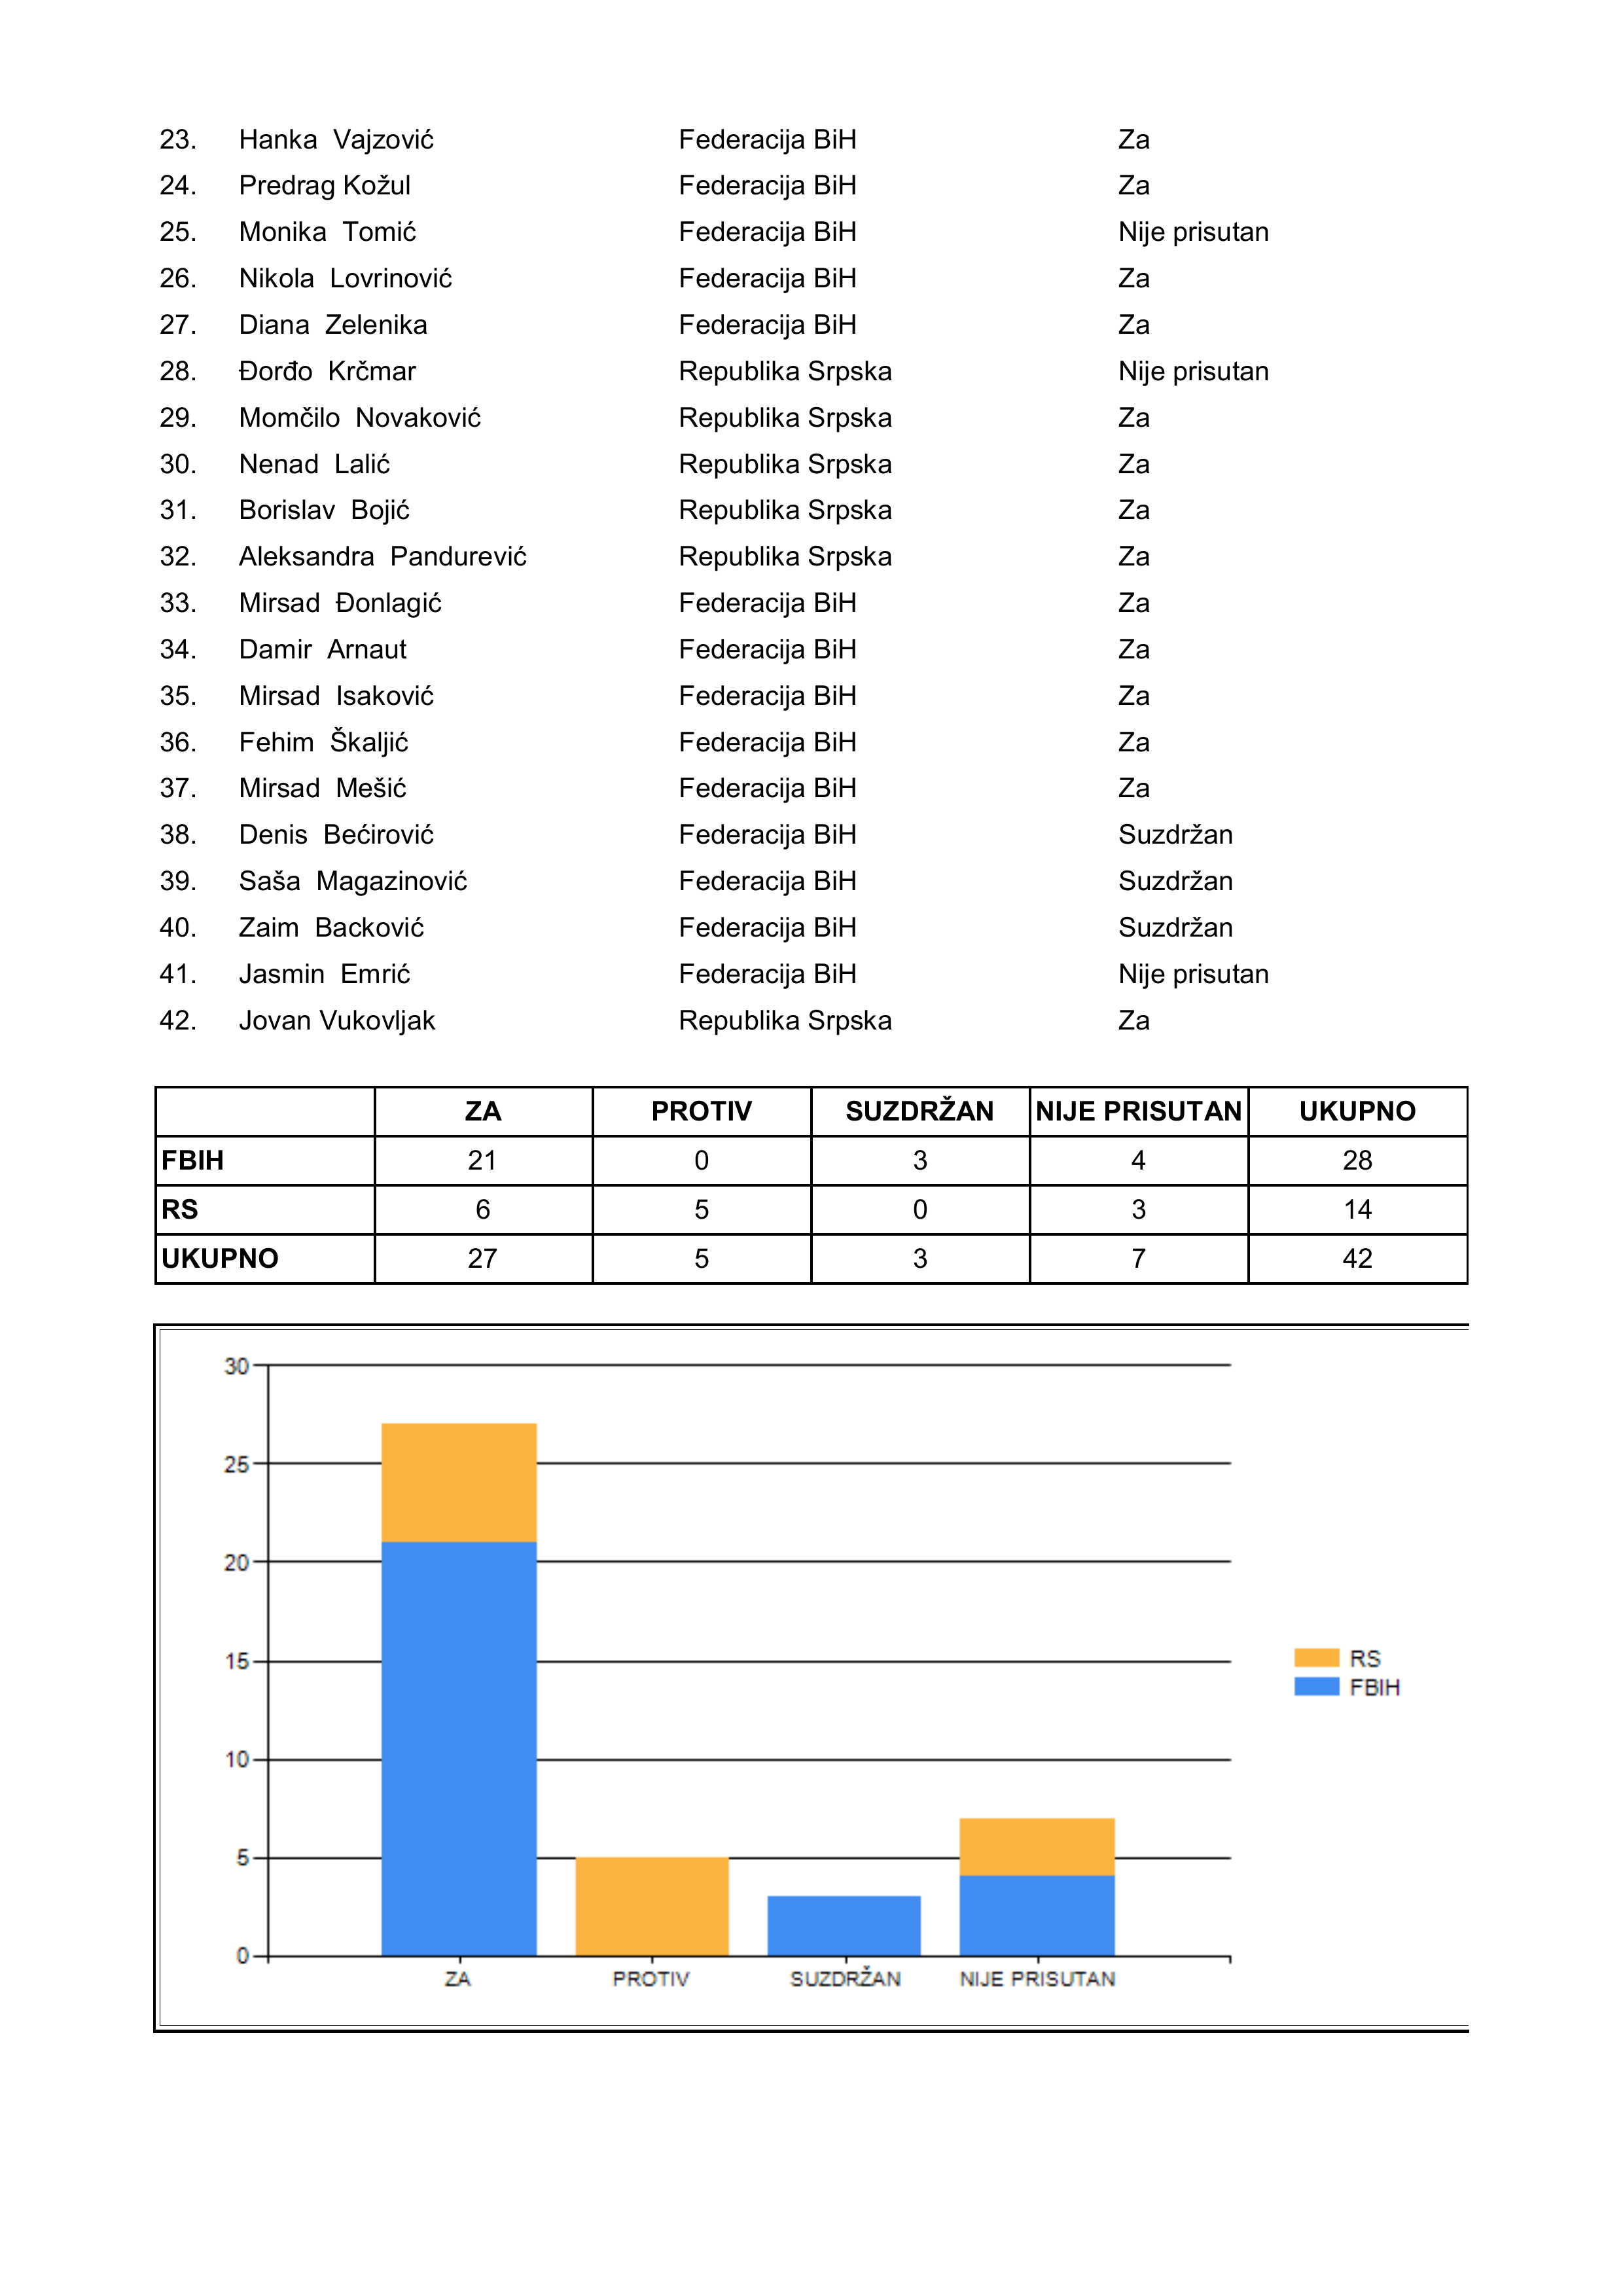 23. Hanka Vajzović Federacija BiH Za
24. Predrag Kožul Federacija BiH Za
25. Monika Tomić Federacija BiH Nije prisutan
26. Nikola Lovrinović Federacija BiH Za
27. Diana Zelenika Federacija BiH Za
28. Đorđo Krčmar Republika Srpska Nije prisutan
29. Momčilo Novaković Republika Srpska Za
30. Nenad Lalić Republika Srpska Za
31. Borislav Bojić Republika Srpska Za
32. Aleksandra Pandurević Republika Srpska Za
33. Mirsad Đonlagić Federacija BiH Za
34. Damir Arnaut Federacija BiH Za
35. Mirsad Isaković Federacija BiH Za
36. Fehim Škaljić Federacija BiH Za
37. Mirsad Mešić Federacija BiH Za
38. Denis Bećirović Federacija BiH Suzdržan
39. Saša Magazinović Federacija BiH Suzdržan
40. Zaim Backović Federacija BiH Suzdržan
41. Jasmin Emrić Federacija BiH Nije prisutan
42. Jovan Vukovljak Republika Srpska Za
ZA PROTIV SUZDRŽAN NIJE PRISUTAN UKUPNO
FBIH 21 0 3 4 28
RS 6 5 0 3 14
UKUPNO 27 5 3 7 42
30
25
20
15
10
5
0
ZA PROTIV SUZDRŽAN NIJE PRISUTAN
RS
FBIH